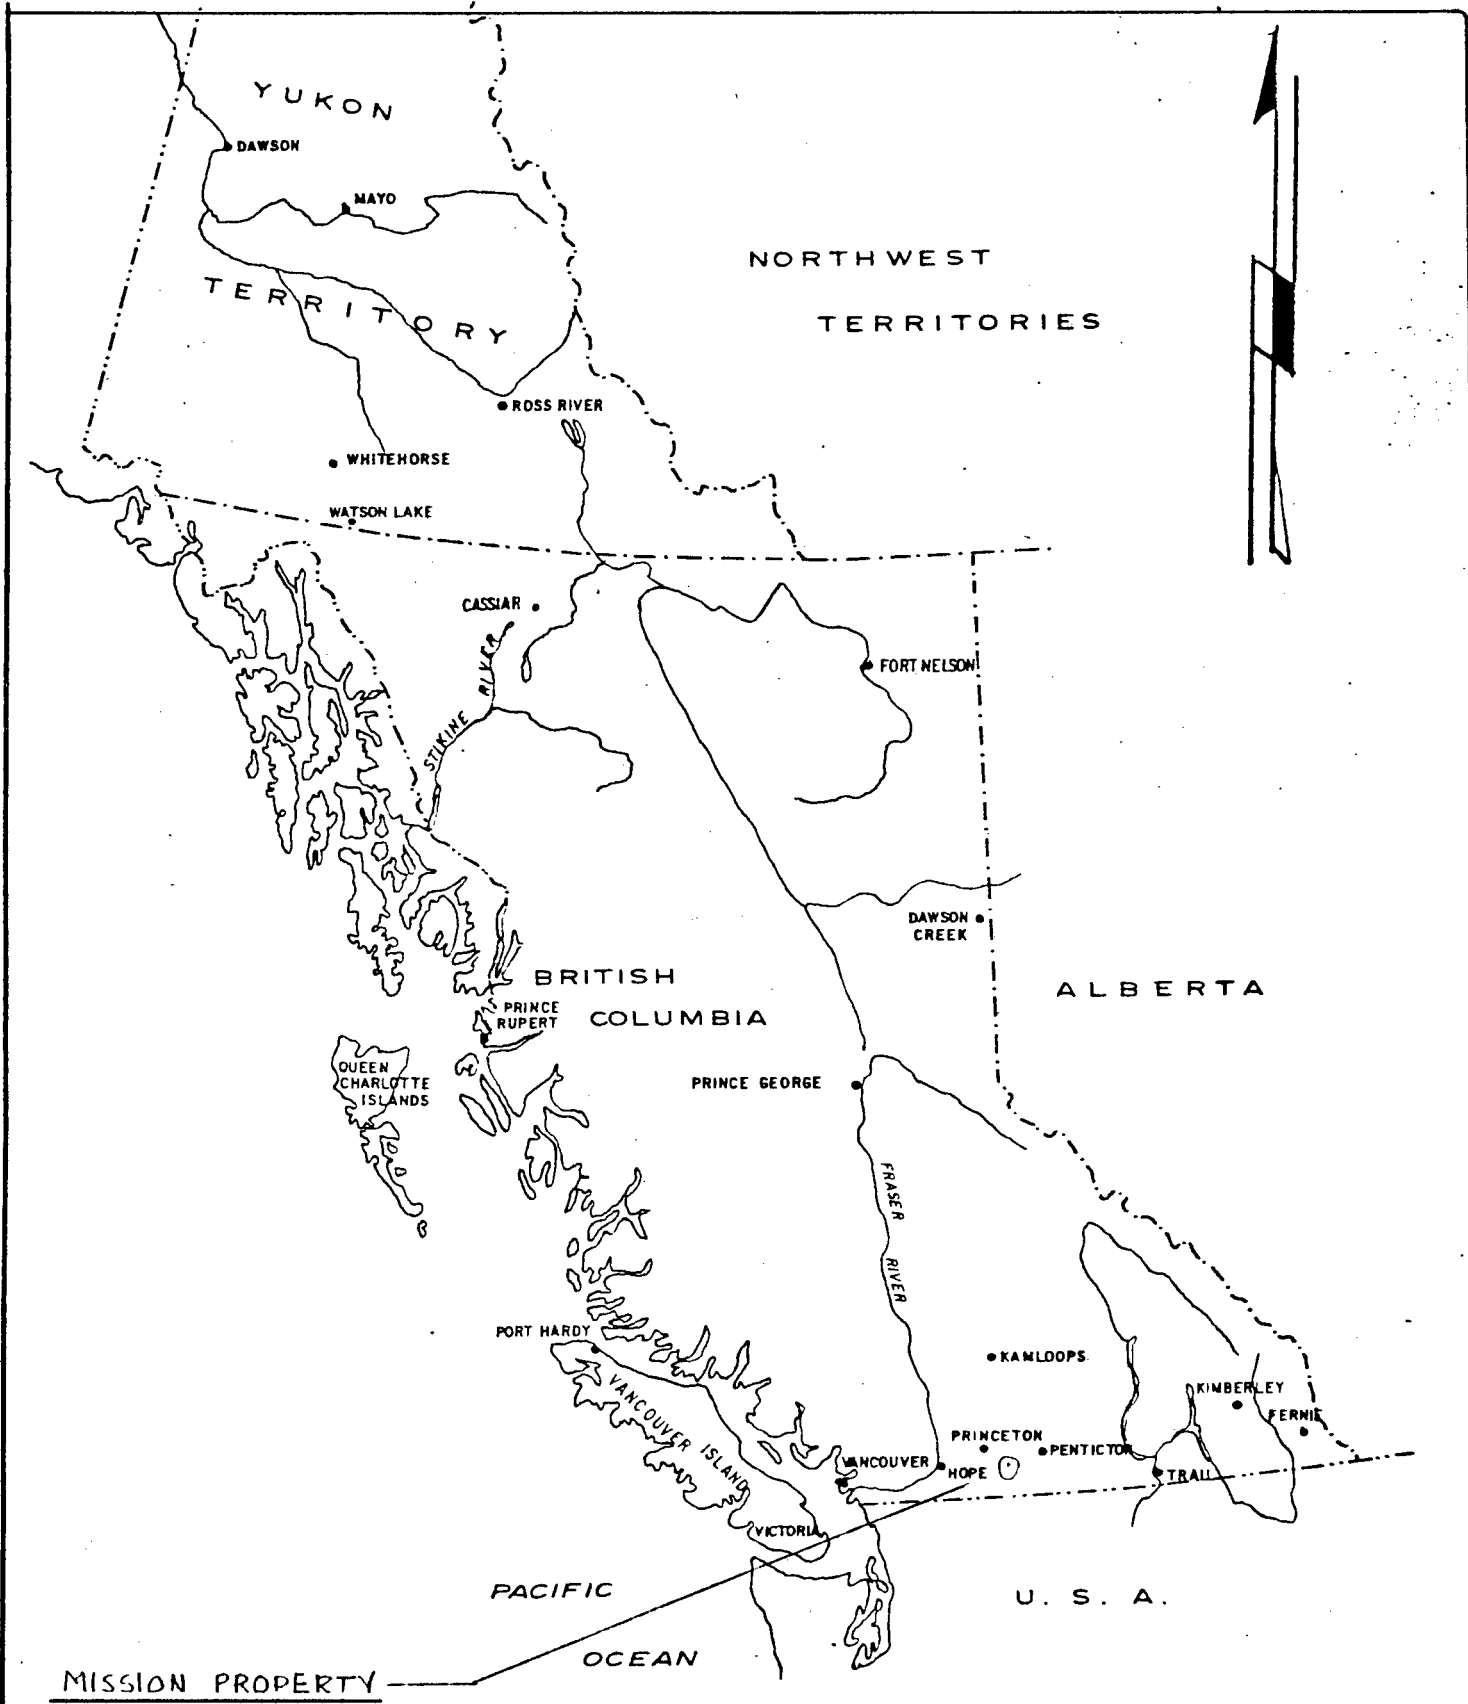 YUKON
DAWSON
MAYO
NORTHWEST
TERRITORY
TERRITORIES
ROSS RIVER
WHITEHORSE
WATSON LAKE
CASSIAR
STIKINE RIVER
FORT NELSON
DAWSON
CREEK
BRITISH
COLUMBIA
ALBERTA
PRINCE
RUPERT
QUEEN
CHARLOTTE
ISLANDS
PRINCE GEORGE
FRASER RIVER
PORT HARDY
VANCOUVER ISLAND
KAMLOOPS
KIMBERLEY
FERNIE
PRINCETON
PENTICTON
VANCOUVER
HOPE
TRAIL
VICTORIA
PACIFIC
OCEAN
U. S. A.
MISSION PROPERTY